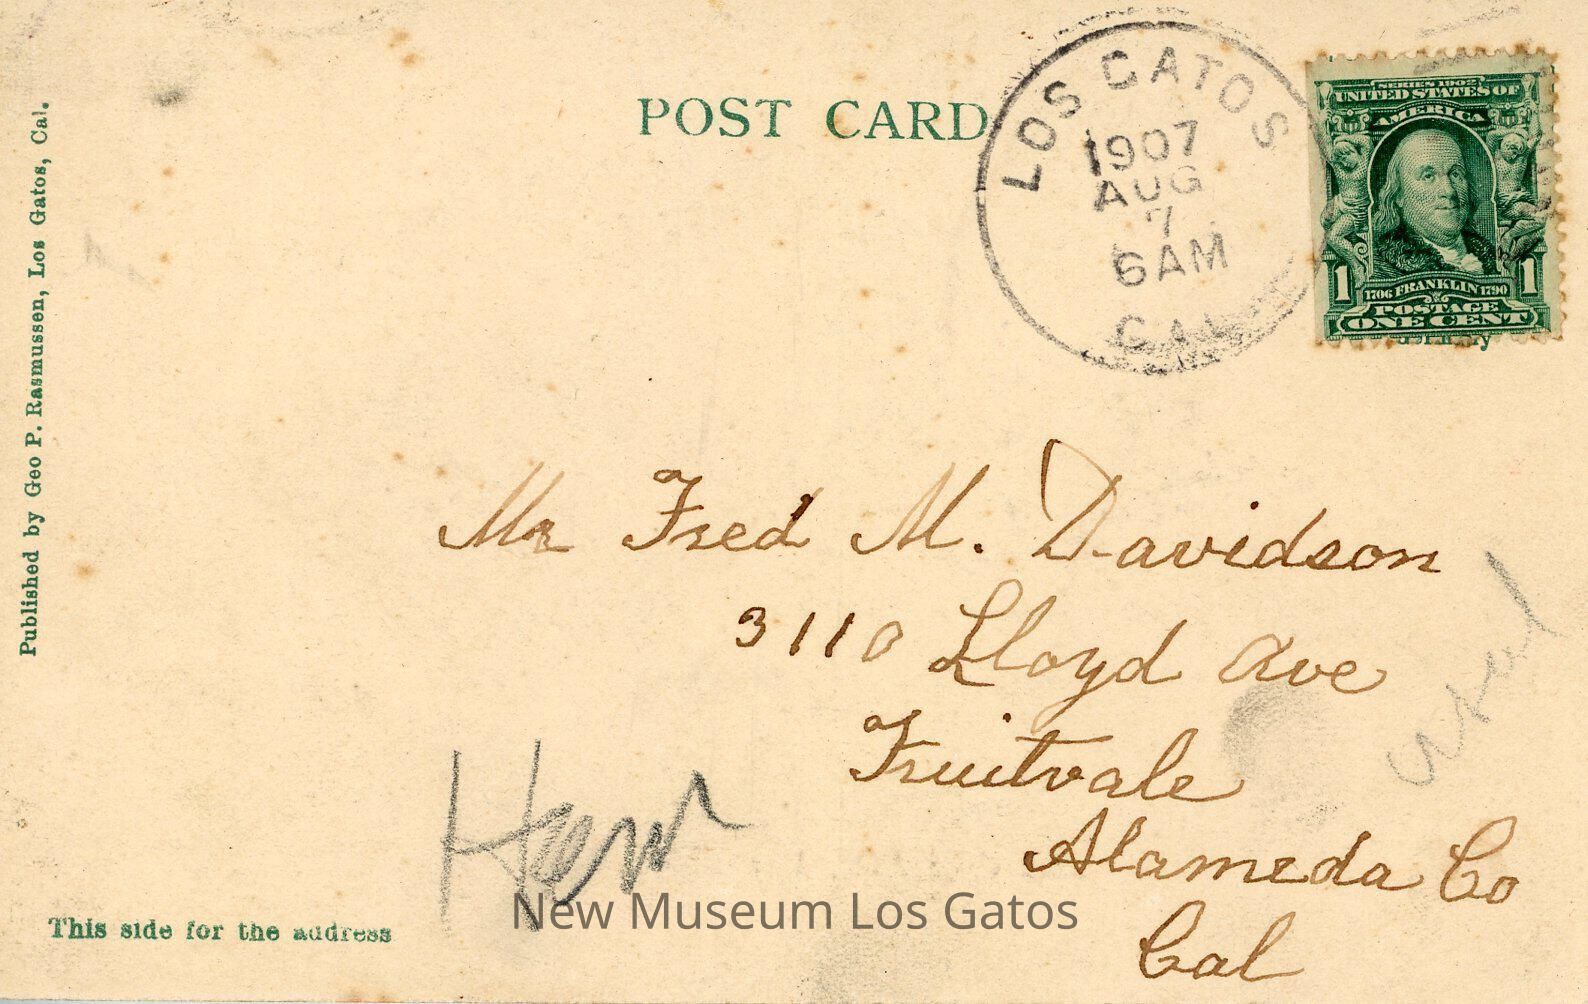 POST CARD
LOS GATOS
1907
AUG
7
6AM
CAL
SERIES 1902
UNITED STATES OF
AMERICA
1 1
1706 FRANKLIN 1790
POSTAGE
ONE CENT
Published by Geo P. Rasmussen, Los Gatos, Cal.
Mr Fred M. Davidson
3110 Lloyd Ave
Fruitvale
Alameda Co
Cal
This side for the address
New Museum Los Gatos